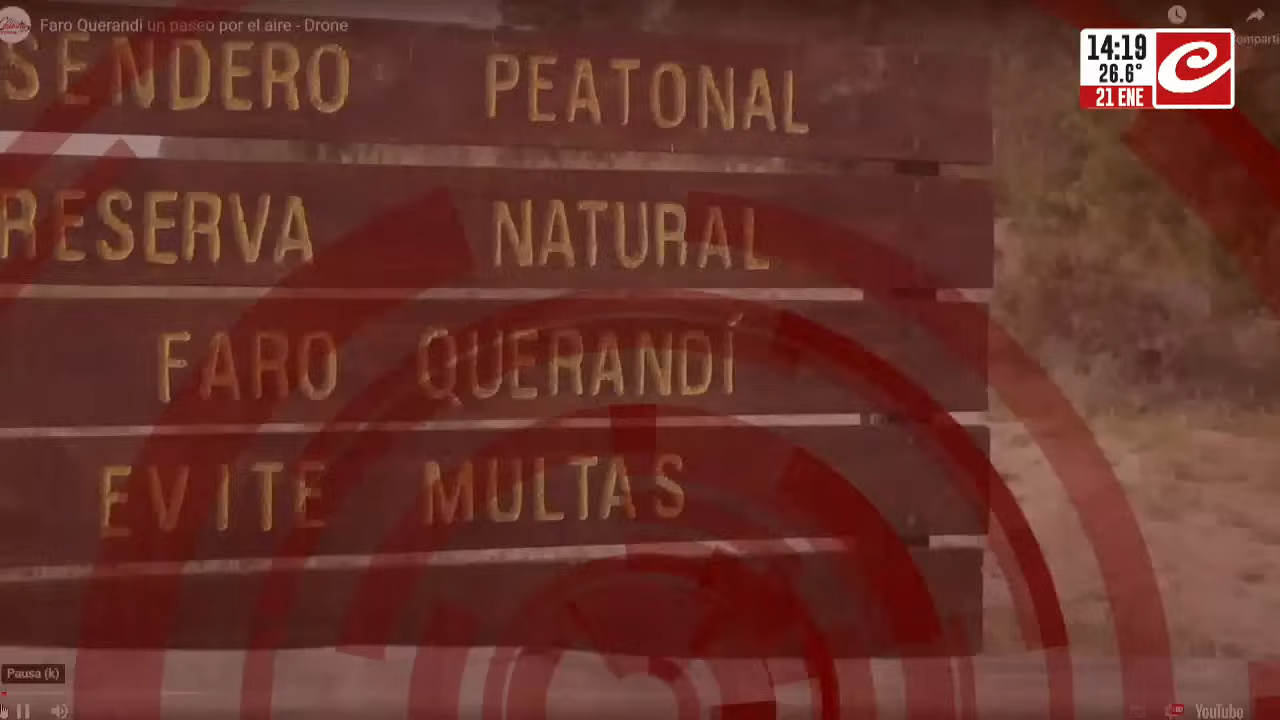 Faro Querandí un paseo por el aire - Drone
14:19
26.6°
21 ENE
SENDERO PEATONAL
RESERVA NATURAL
FARO QUERANDÍ
EVITE MULTAS
Pausa (k)
YouTube